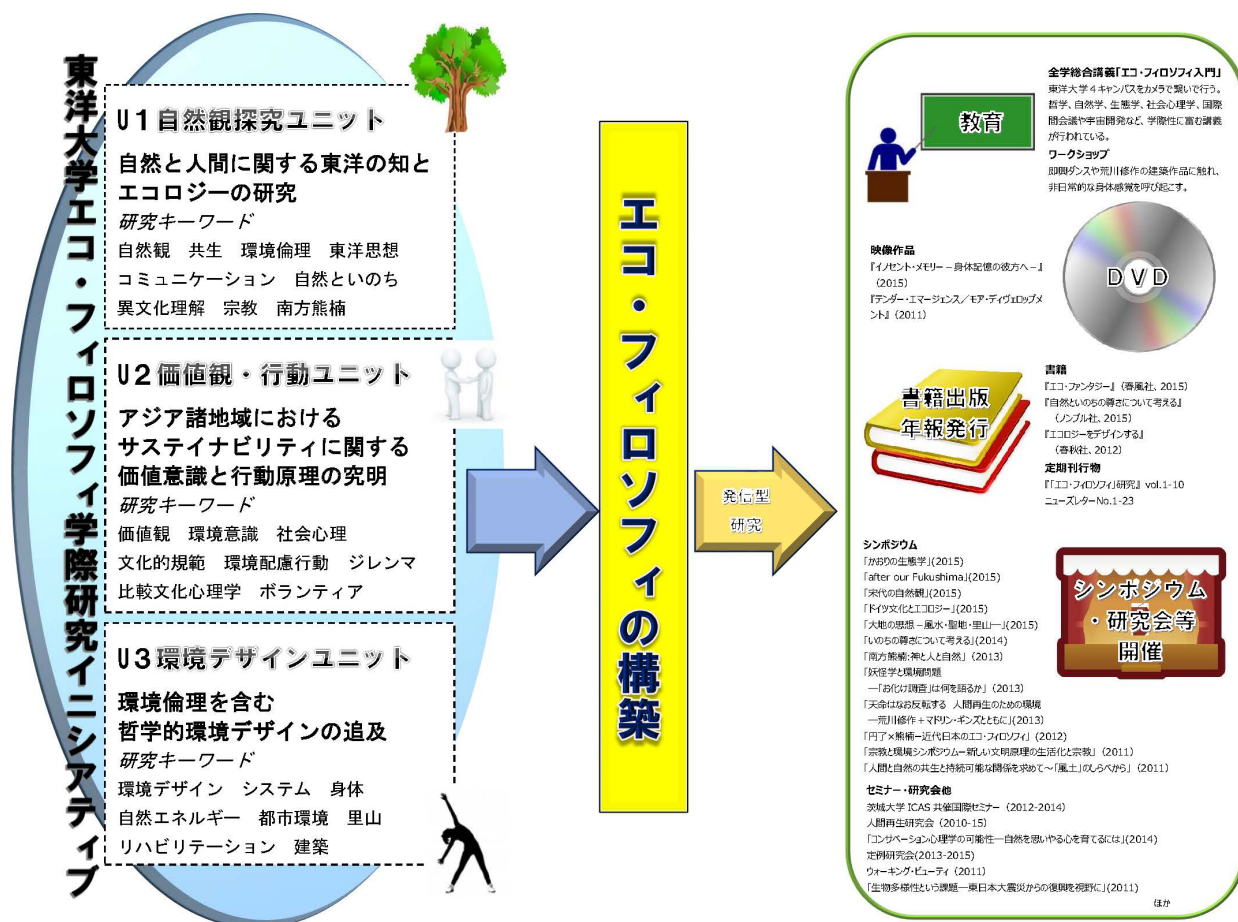 東洋大学エコ・フィロソフィ学際研究イニシアティブ
U1自然観探究ユニット
自然と人間に関する東洋の知と
エコロジーの研究
研究キーワード
自然観 共生 環境倫理 東洋思想
コミュニケーション 自然といのち
異文化理解 宗教 南方熊楠
U2価値観・行動ユニット
アジア諸地域における
サステイナビリティに関する
価値意識と行動原理の究明
研究キーワード
価値観 環境意識 社会心理
文化的規範 環境配慮行動 ジレンマ
比較文化心理学 ボランティア
U3環境デザインユニット
環境倫理を含む
哲学的環境デザインの追及
研究キーワード
環境デザイン システム 身体
自然エネルギー 都市環境 里山
リハビリテーション 建築
エコ・フィロソフィの構築
発信型
研究
教育
全学総合講義「エコ・フィロソフィ入門」
東洋大学4キャンパスをカメラで繋いで行う。
哲学、自然学、生態学、社会心理学、国際
関会議や宇宙開発など、学際性に富む講義
が行われている。
ワークショップ
即興ダンスや荒川修作の建築作品に触れ、
非日常的な身体感覚を呼び起こす。
映像作品
『イノセント・メモリー－身体記憶の彼方へ－』
(2015)
『テンダー・エマージェンス／モア・ディヴェロップメ
ント』(2011)
DVD
書籍出版
年報発行
書籍
『エコ・ファンタジー』(春風社、2015)
『自然といのちの尊さについて考える』
(ノンブル社、2015)
『エコロジーをデザインする』
(春秋社、2012)
定期刊行物
『「エコ・フィロソフィ」研究』vol.1-10
ニューズレターNo.1-23
シンポジウム
「かおりの生態学」(2015)
「after our Fukushima」(2015)
「宋代の自然観」(2015)
「ドイツ文化とエコロジー」(2015)
「大地の思想－風水・聖地・里山―」(2015)
「いのちの尊さについて考える」(2014)
「南方熊楠:神と人と自然」(2013)
「妖怪学と環境問題
―「お化け調査」は何を語るか」(2013)
「天命はなお反転する 人間再生のための環境
―荒川修作＋マドリン・ギンズとともに」(2013)
「円了×熊楠－近代日本のエコ・フィロソフィ」(2012)
「宗教と環境シンポジウム－新しい文明原理の生活化と宗教」(2011)
「人間と自然の共生と持続可能な関係を求めて～「風土」のしらべから」(2011)
シンポジウム
・研究会等
開催
セミナー・研究会他
茨城大学 ICAS 共催国際セミナー (2012-2014)
人間再生研究会 (2010-15)
「コンサベーション心理学の可能性―自然を思いやる心を育てるには」(2014)
定例研究会(2013-2015)
ウォーキング・ビューティ (2011)
「生物多様性という課題―東日本大震災からの復興を視野に」(2011)
ほか